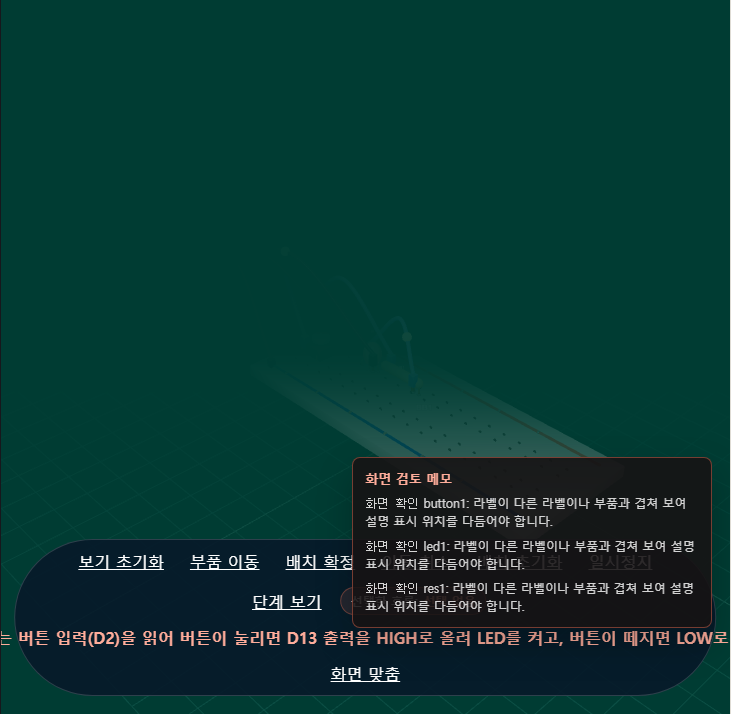 화면 검토 메모
화면 확인 button1: 라벨이 다른 라벨이나 부품과 겹쳐 보여
설명 표시 위치를 다듬어야 합니다.
화면 확인 led1: 라벨이 다른 라벨이나 부품과 겹쳐 보여 설명
표시 위치를 다듬어야 합니다.
화면 확인 res1: 라벨이 다른 라벨이나 부품과 겹쳐 보여 설명
표시 위치를 다듬어야 합니다.
보기 초기화 부품 이동 배치 확정 초기화 일시정지
단계 보기
는 버튼 입력(D2)을 읽어 버튼이 눌리면 D13 출력을 HIGH로 올려 LED를 켜고, 버튼이 떼지면 LOW로
화면 맞춤